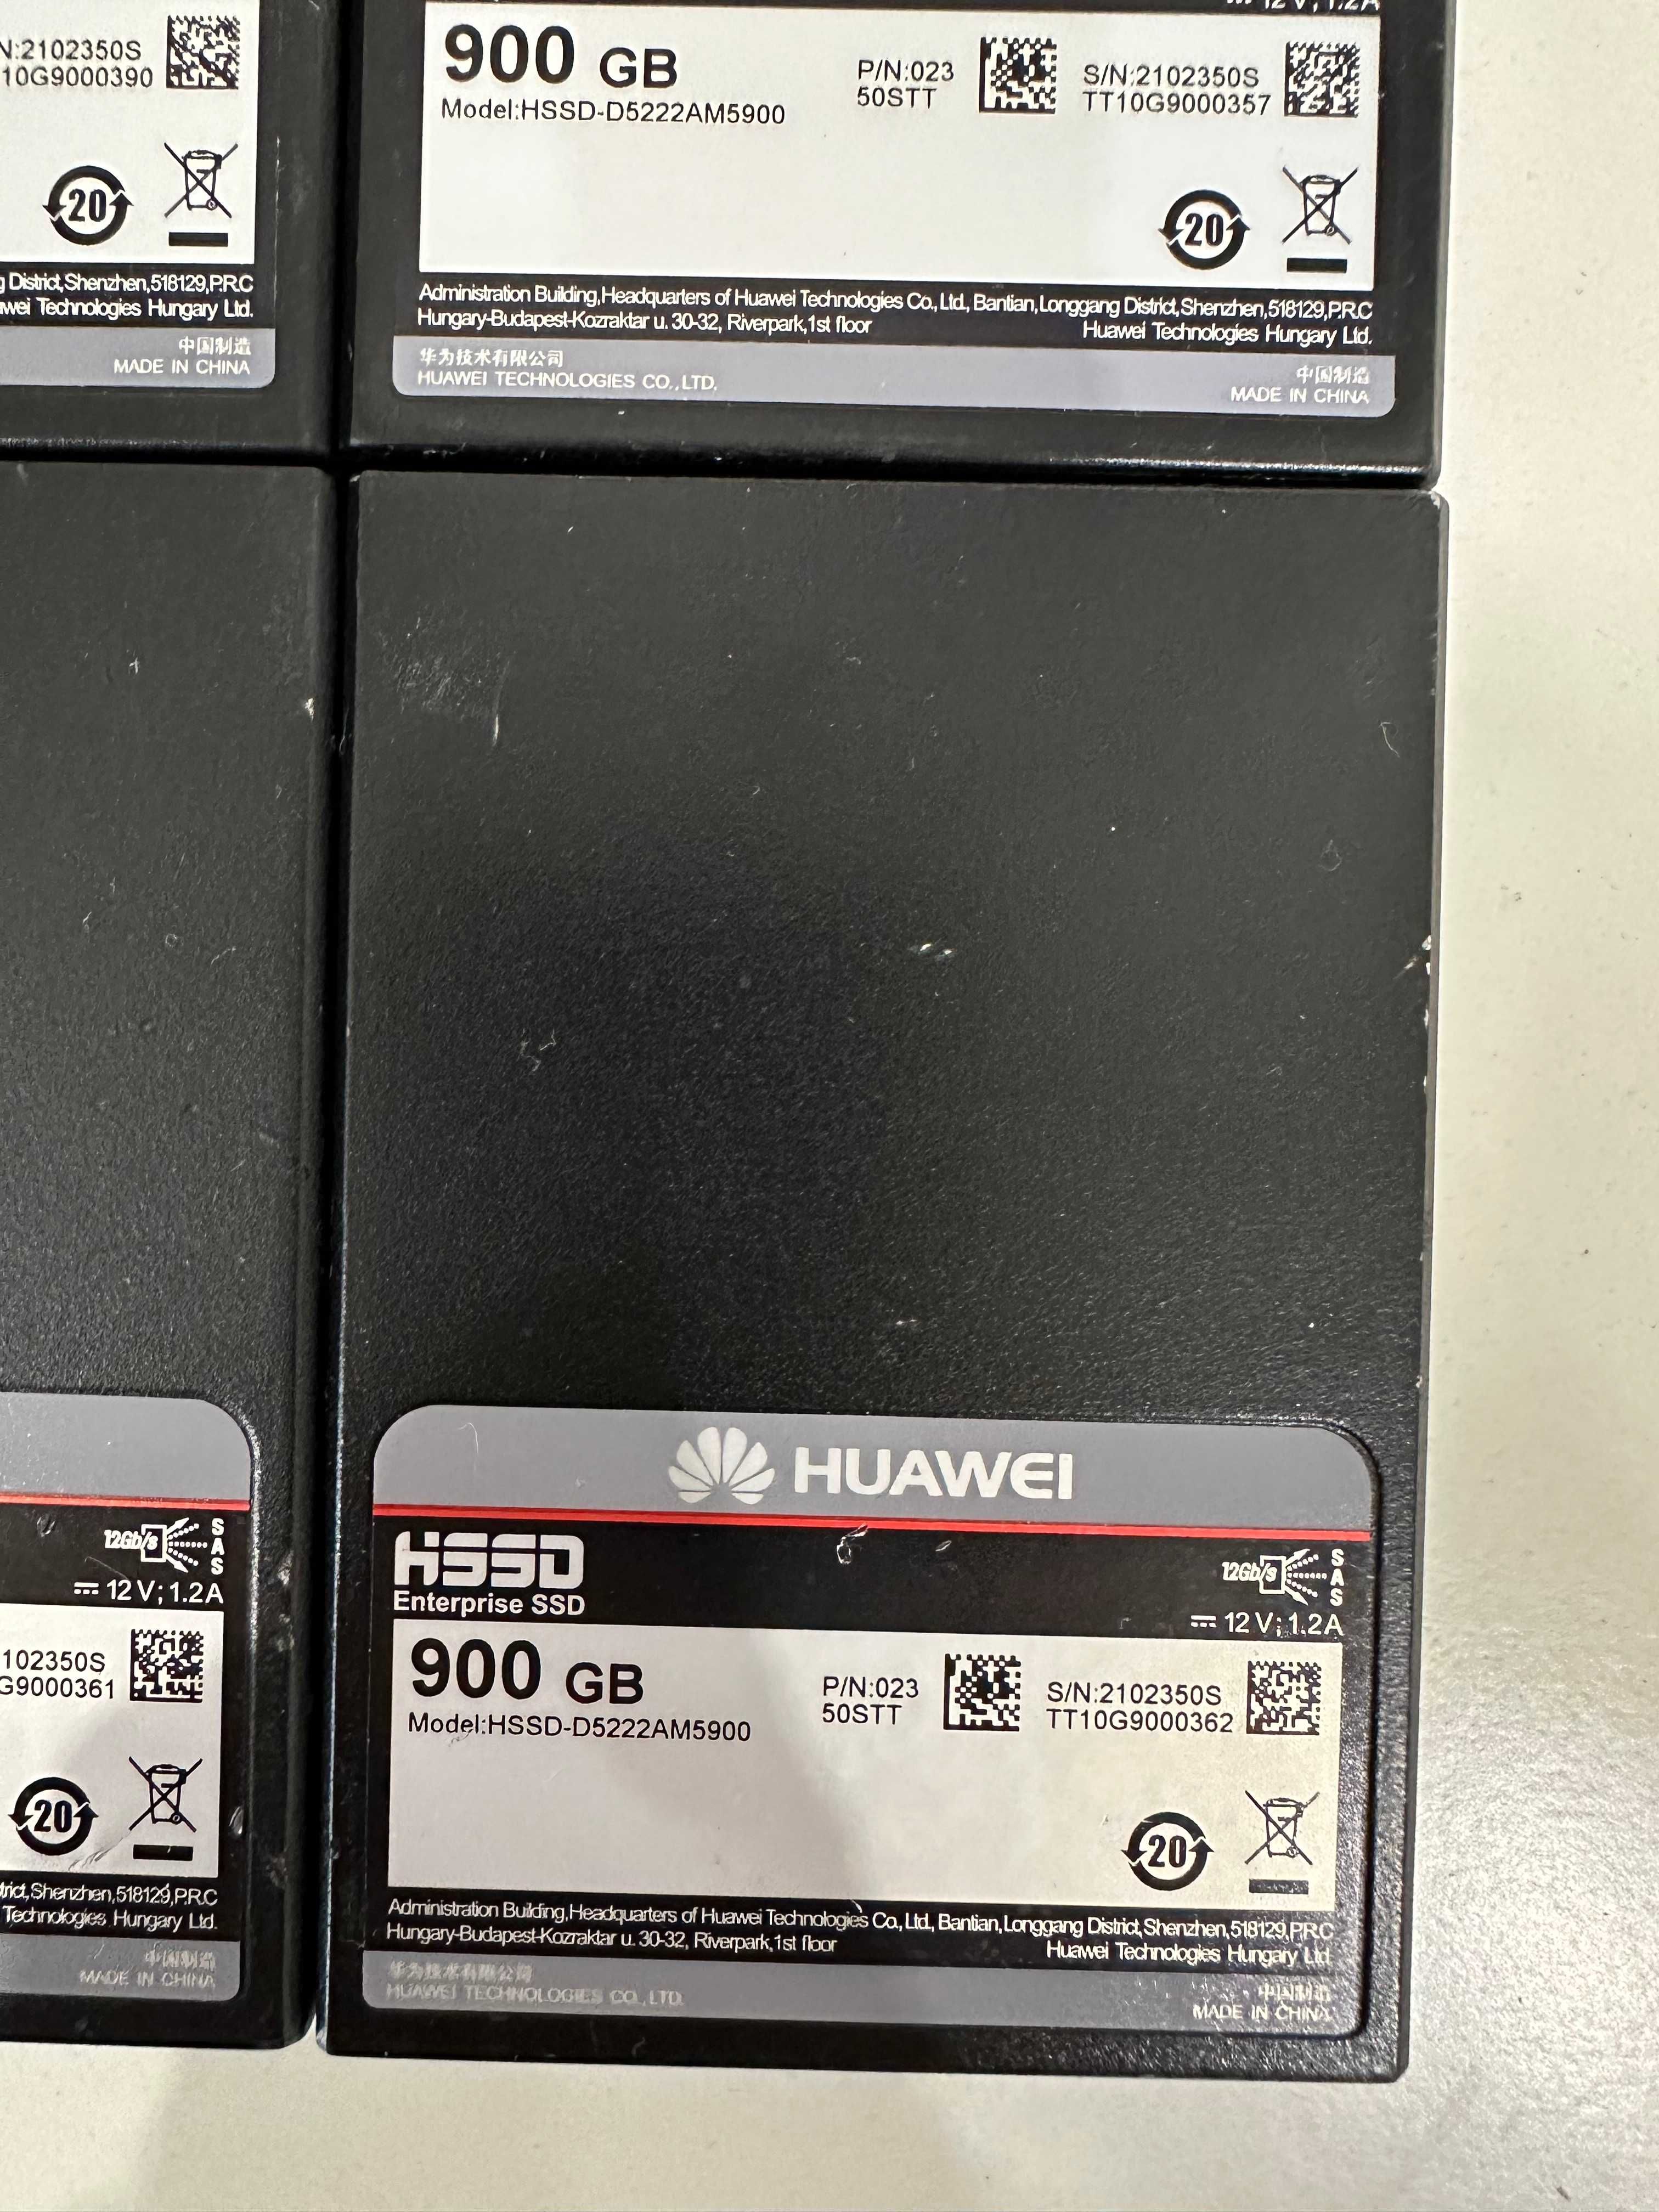 N:2102350S
10G9000390
20
g District,Shenzhen,518129,P.R.C
wei Technologies Hungary Ltd.
中国制造
MADE IN CHINA
12 V; 1.2A
900 GB
Model:HSSD-D5222AM5900
P/N:023
50STT
S/N:2102350S
TT10G9000357
20
Administration Building,Headquarters of Huawei Technologies Co., Ltd., Bantian,Longgang District,Shenzhen,518129,P.R.C
Hungary-Budapest-Kozraktar u. 30-32, Riverpark,1st floor
Huawei Technologies Hungary Ltd.
华为技术有限公司
HUAWEI TECHNOLOGIES CO.,LTD.
中国制造
MADE IN CHINA
12Gb/s
SAS
12 V; 1.2A
102350S
G9000361
20
trict,Shenzhen,518129,P.R.C
Technologies Hungary Ltd.
中国制造
MADE IN CHINA
HUAWEI
HSSD
Enterprise SSD
12Gb/s
SAS
12 V; 1.2A
900 GB
Model:HSSD-D5222AM5900
P/N:023
50STT
S/N:2102350S
TT10G9000362
20
Administration Building,Headquarters of Huawei Technologies Co., Ltd., Bantian,Longgang District,Shenzhen,518129,P.R.C
Hungary-Budapest-Kozraktar u. 30-32, Riverpark,1st floor
Huawei Technologies Hungary Ltd.
华为技术有限公司
HUAWEI TECHNOLOGIES CO.,LTD.
中国制造
MADE IN CHINA